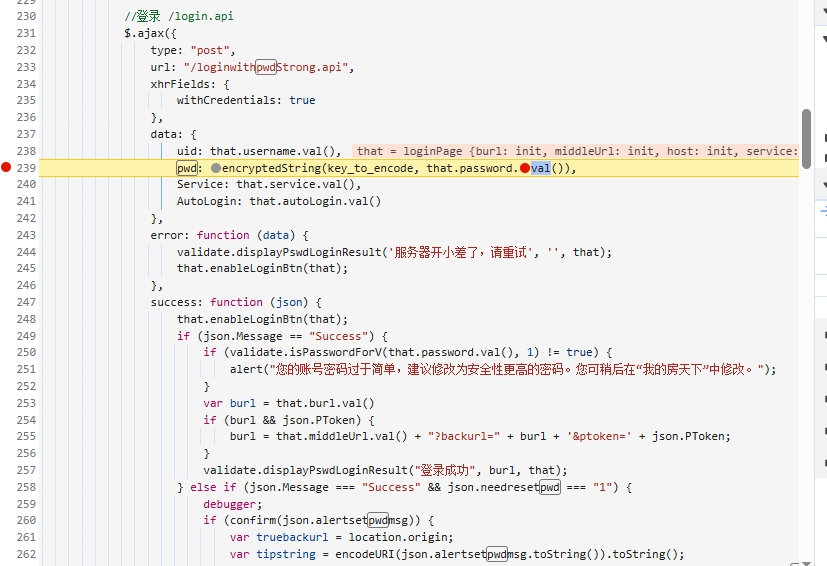 229
230 //登录 /login.api
231 $.ajax({
232 type: "post",
233 url: "/loginwithpwdStrong.api",
234 xhrFields: {
235 withCredentials: true
236 },
237 data: {
238 uid: that.username.val(), that = loginPage {burl: init, middleUrl: init, host: init, service:
239 pwd: encryptedString(key_to_encode, that.password.val()),
240 Service: that.service.val(),
241 AutoLogin: that.autoLogin.val()
242 },
243 error: function (data) {
244 validate.displayPswdLoginResult('服务器开小差了，请重试', '', that);
245 that.enableLoginBtn(that);
246 },
247 success: function (json) {
248 that.enableLoginBtn(that);
249 if (json.Message == "Success") {
250 if (validate.isPasswordForV(that.password.val(), 1) != true) {
251 alert("您的账号密码过于简单，建议修改为安全性更高的密码。您可稍后在“我的房天下”中修改。");
252 }
253 var burl = that.burl.val()
254 if (burl && json.PToken) {
255 burl = that.middleUrl.val() + "?backurl=" + burl + '&ptoken=' + json.PToken;
256 }
257 validate.displayPswdLoginResult("登录成功", burl, that);
258 } else if (json.Message === "Success" && json.needresetpwd === "1") {
259 debugger;
260 if (confirm(json.alertsetpwdmsg)) {
261 var truebackurl = location.origin;
262 var tipstring = encodeURI(json.alertsetpwdmsg.toString()).toString();